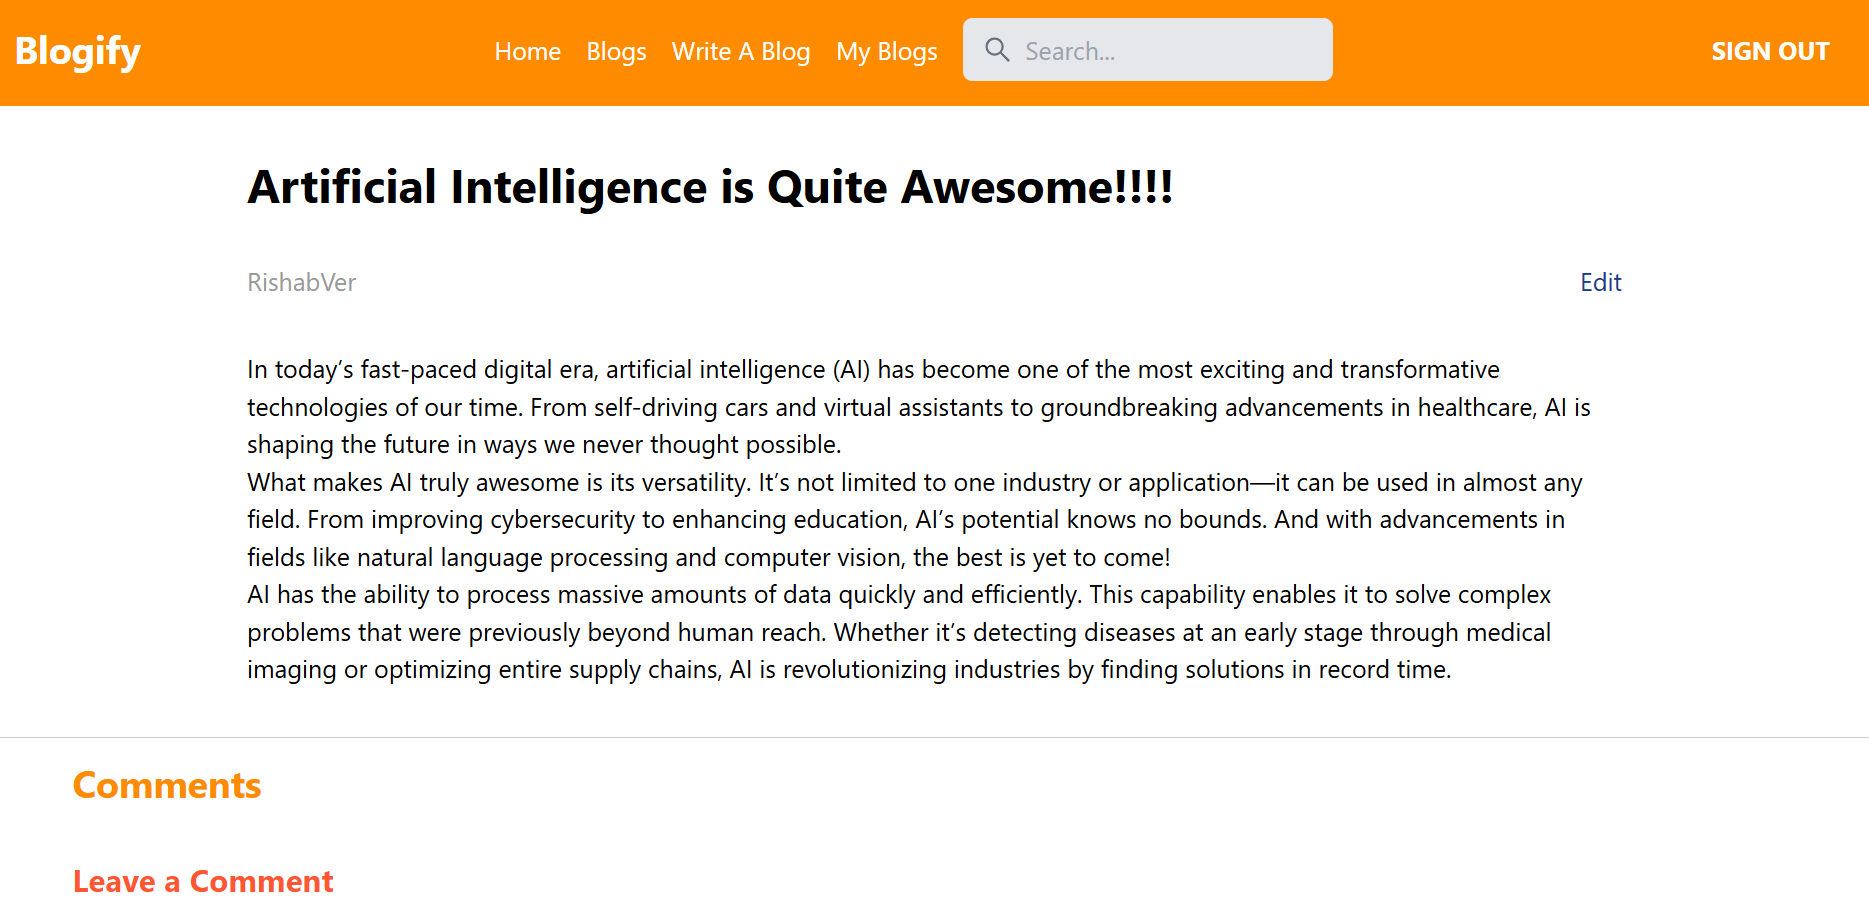 Blogify
Home Blogs Write A Blog My Blogs Search... SIGN OUT
Artificial Intelligence is Quite Awesome!!!!
RishabVer Edit
In today’s fast-paced digital era, artificial intelligence (AI) has become one of the most exciting and transformative
technologies of our time. From self-driving cars and virtual assistants to groundbreaking advancements in healthcare, AI is
shaping the future in ways we never thought possible.
What makes AI truly awesome is its versatility. It’s not limited to one industry or application—it can be used in almost any
field. From improving cybersecurity to enhancing education, AI’s potential knows no bounds. And with advancements in
fields like natural language processing and computer vision, the best is yet to come!
AI has the ability to process massive amounts of data quickly and efficiently. This capability enables it to solve complex
problems that were previously beyond human reach. Whether it’s detecting diseases at an early stage through medical
imaging or optimizing entire supply chains, AI is revolutionizing industries by finding solutions in record time.
Comments
Leave a Comment